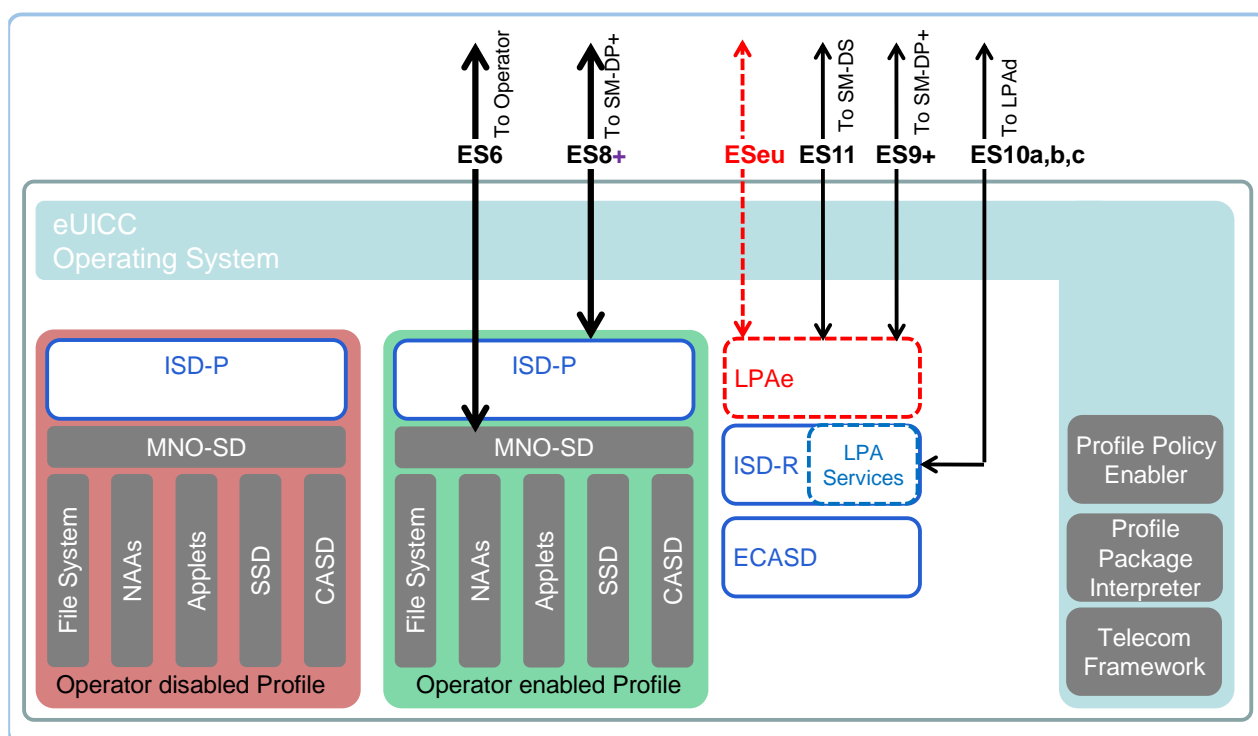 To Operator
To SM-DP+
To SM-DS
To SM-DP+
To LPAd
ES6
ES8+
ESeu
ES11
ES9+
ES10a,b,c
eUICC
Operating System
ISD-P
MNO-SD
File System
NAAs
Applets
SSD
CASD
Operator disabled Profile
ISD-P
MNO-SD
File System
NAAs
Applets
SSD
CASD
Operator enabled Profile
LPAe
ISD-R
LPA
Services
ECASD
Profile Policy
Enabler
Profile
Package
Interpreter
Telecom
Framework